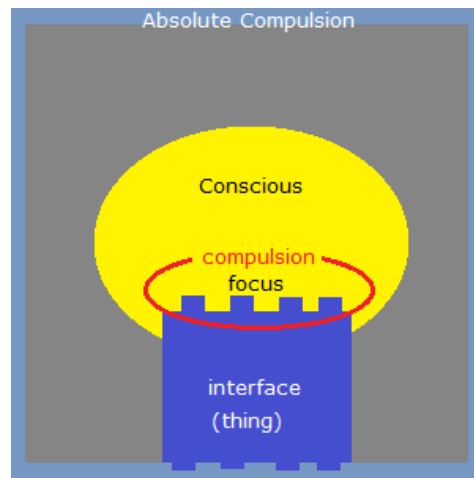 Absolute Compulsion
Conscious
compulsion
focus
interface
(thing)